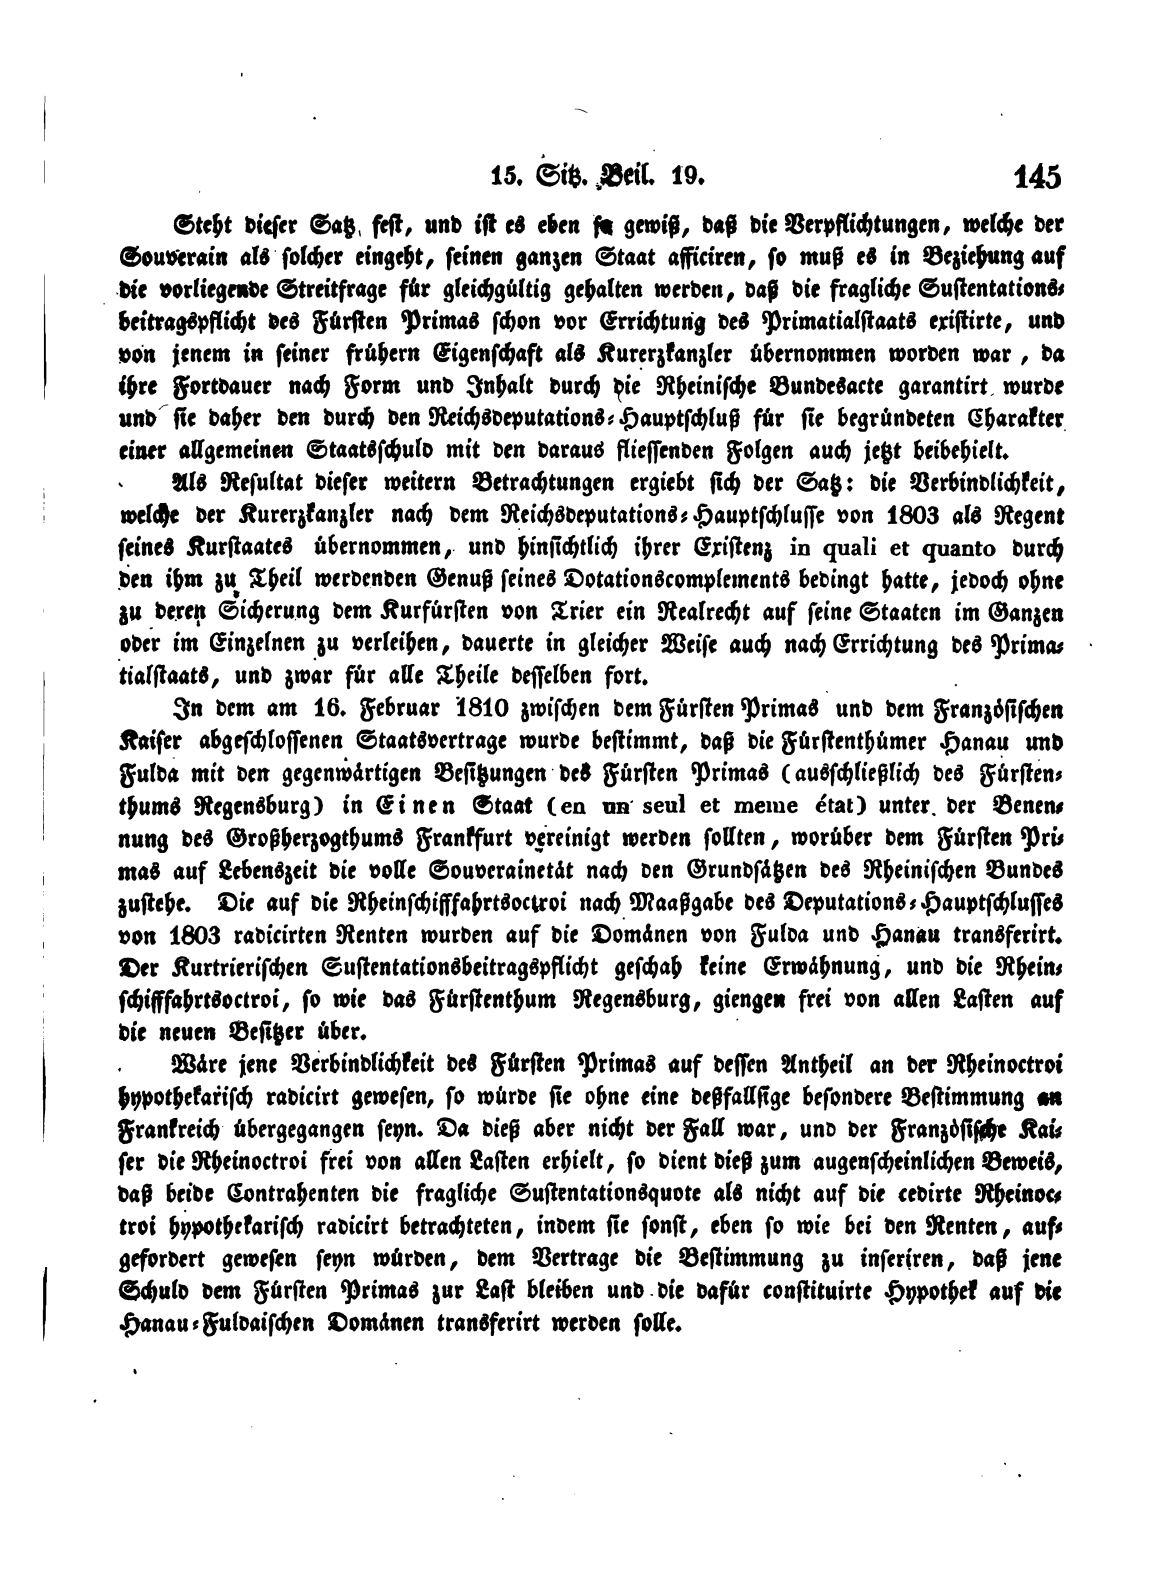 15. Sitz. Beil. 19. 145
Steht dieser Satz fest, und ist es eben so gewiß, daß die Verpflichtungen, welche der
Souverain als solcher eingeht, seinen ganzen Staat afficiren, so muß es in Beziehung auf
die vorliegende Streitfrage für gleichgültig gehalten werden, daß die fragliche Sustentations-
beitragspflicht des Fürsten Primas schon vor Errichtung des Primatialstaats existirte, und
von jenem in seiner frühern Eigenschaft als Kurerzkanzler übernommen worden war, da
ihre Fortdauer nach Form und Inhalt durch die Rheinische Bundesacte garantirt wurde
und sie daher den durch den Reichsdeputations-Hauptschluß für sie begründeten Charakter
einer allgemeinen Staatsschuld mit den daraus fliessenden Folgen auch jetzt beibehielt.
Als Resultat dieser weitern Betrachtungen ergiebt sich der Satz: die Verbindlichkeit,
welche der Kurerzkanzler nach dem Reichsdeputations-Hauptschlusse von 1803 als Regent
seines Kurstaates übernommen, und hinsichtlich ihrer Existenz in quali et quanto durch
den ihm zu Theil werdenden Genuß seines Dotationscomplements bedingt hatte, jedoch ohne
zu deren Sicherung dem Kurfürsten von Trier ein Realrecht auf seine Staaten im Ganzen
oder im Einzelnen zu verleihen, dauerte in gleicher Weise auch nach Errichtung des Prima-
tialstaats, und zwar für alle Theile desselben fort.
In dem am 16. Februar 1810 zwischen dem Fürsten Primas und dem Französischen
Kaiser abgeschlossenen Staatsvertrage wurde bestimmt, daß die Fürstenthümer Hanau und
Fulda mit den gegenwärtigen Besitzungen des Fürsten Primas (ausschließlich des Fürsten-
thums Regensburg) in Einen Staat (en un seul et meme état) unter der Benen-
nung des Großherzogthums Frankfurt vereinigt werden sollten, worüber dem Fürsten Pri-
mas auf Lebenszeit die volle Souverainetät nach den Grundsätzen des Rheinischen Bundes
zustehe. Die auf die Rheinschifffahrtsoctroi nach Maaßgabe des Deputations-Hauptschlusses
von 1803 radicirten Renten wurden auf die Domänen von Fulda und Hanau transferirt.
Der Kurtrierischen Sustentationsbeitragspflicht geschah keine Erwähnung, und die Rhein-
schifffahrtsoctroi, so wie das Fürstenthum Regensburg, giengen frei von allen Lasten auf
die neuen Besitzer über.
Wäre jene Verbindlichkeit des Fürsten Primas auf dessen Antheil an der Rheinoctroi
hypothekarisch radicirt gewesen, so würde sie ohne eine deßfallsige besondere Bestimmung an
Frankreich übergegangen seyn. Da dieß aber nicht der Fall war, und der Französische Kai-
ser die Rheinoctroi frei von allen Lasten erhielt, so dient dieß zum augenscheinlichen Beweis,
daß beide Contrahenten die fragliche Sustentationsquote als nicht auf die cedirte Rheinoc-
troi hypothekarisch radicirt betrachteten, indem sie sonst, eben so wie bei den Renten, auf-
gefordert gewesen seyn würden, dem Vertrage die Bestimmung zu inseriren, daß jene
Schuld dem Fürsten Primas zur Last bleiben und die dafür constituirte Hypothek auf die
Hanau-Fuldaischen Domänen transferirt werden solle.